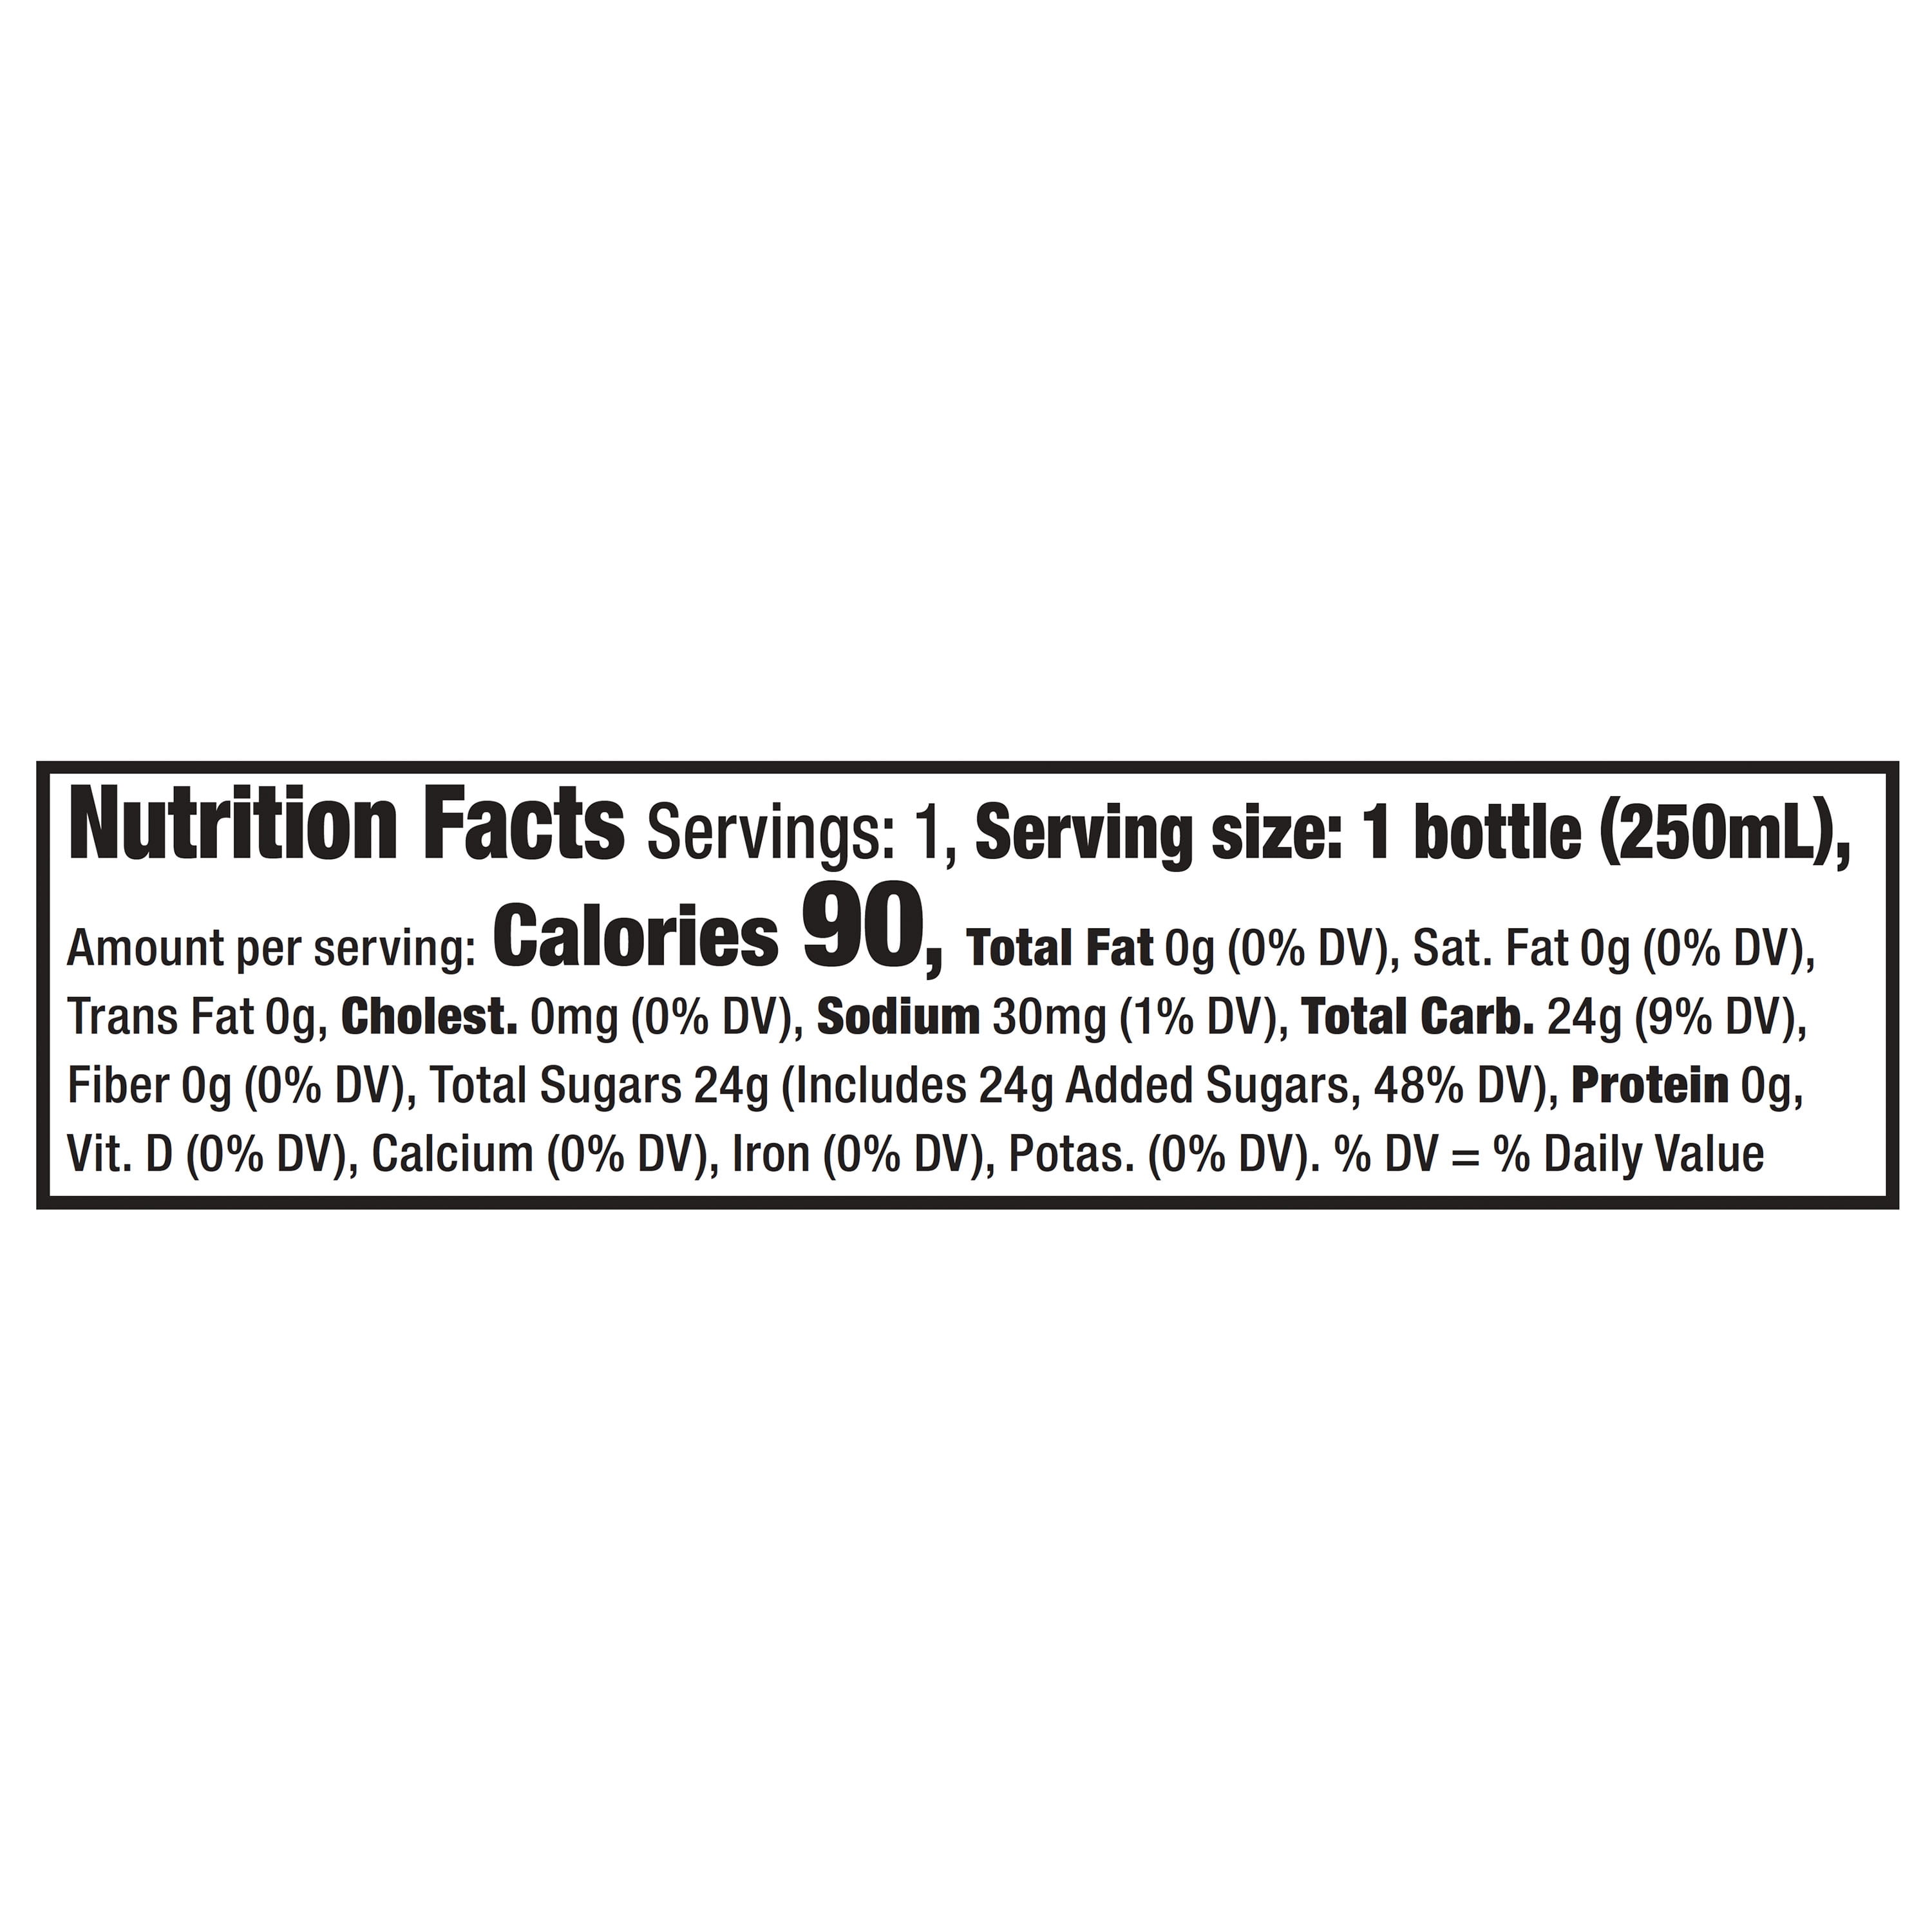 Nutrition Facts Servings: 1, Serving size: 1 bottle (250mL),
Amount per serving: Calories 90, Total Fat 0g (0% DV), Sat. Fat 0g (0% DV),
Trans Fat 0g, Cholest. 0mg (0% DV), Sodium 30mg (1% DV), Total Carb. 24g (9% DV),
Fiber 0g (0% DV), Total Sugars 24g (Includes 24g Added Sugars, 48% DV), Protein 0g,
Vit. D (0% DV), Calcium (0% DV), Iron (0% DV), Potas. (0% DV). % DV = % Daily Value